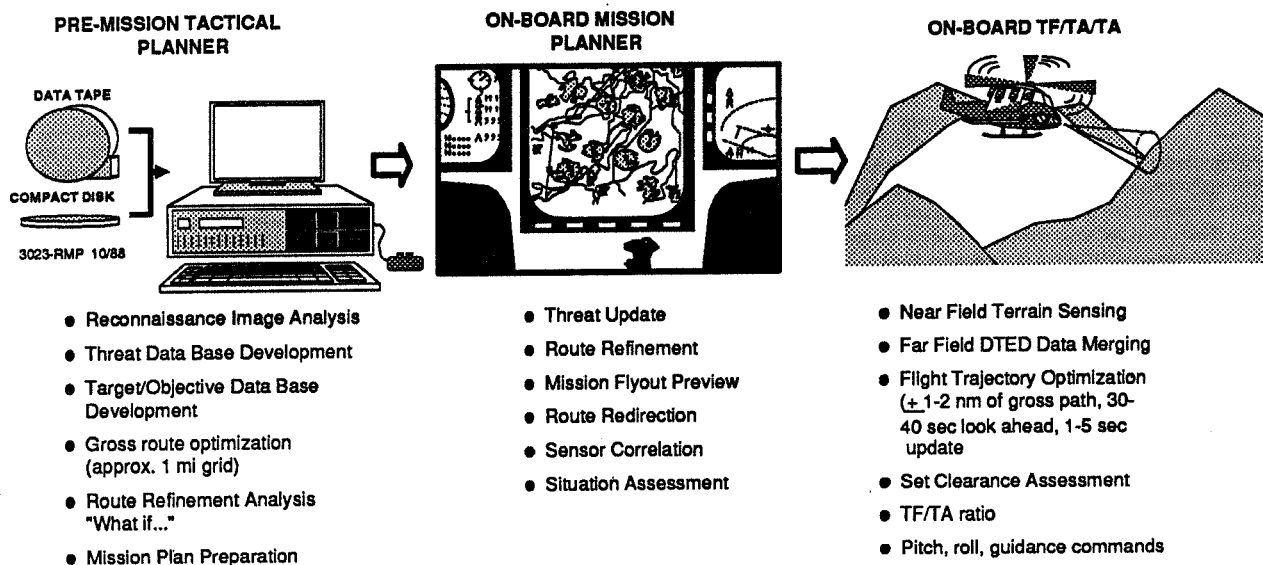 PRE-MISSION TACTICAL
PLANNER
DATA TAPE
COMPACT DISK
3023-RMP 10/88
● Reconnaissance Image Analysis
● Threat Data Base Development
● Target/Objective Data Base
Development
● Gross route optimization
(approx. 1 mi grid)
● Route Refinement Analysis
"What if..."
● Mission Plan Preparation
ON-BOARD MISSION
PLANNER
● Threat Update
● Route Refinement
● Mission Flyout Preview
● Route Redirection
● Sensor Correlation
● Situation Assessment
ON-BOARD TF/TA/TA
● Near Field Terrain Sensing
● Far Field DTED Data Merging
● Flight Trajectory Optimization
(± 1-2 nm of gross path, 30-
40 sec look ahead, 1-5 sec
update
● Set Clearance Assessment
● TF/TA ratio
● Pitch, roll, guidance commands